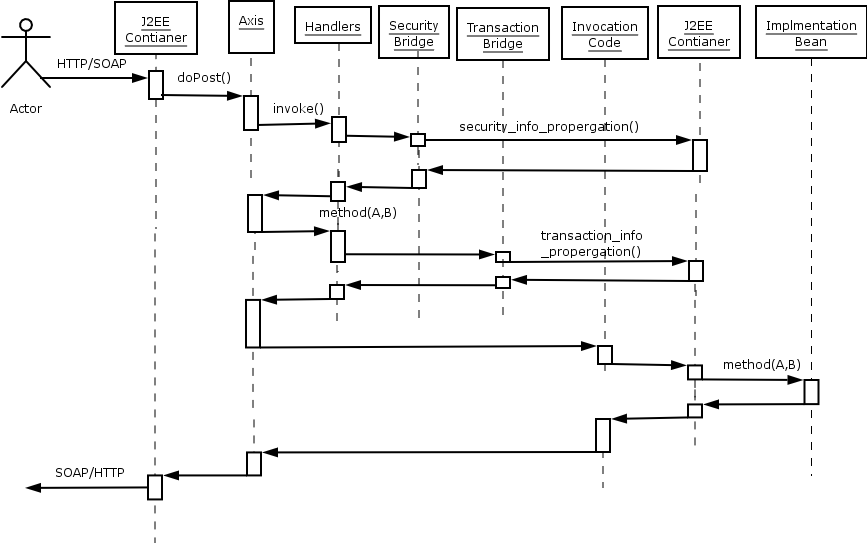 J2EE
Contianer
Axis
Handlers
Security
Bridge
Transaction
Bridge
Invocation
Code
J2EE
Contianer
Implmentation
Bean
HTTP/SOAP
doPost()
Actor
invoke()
security_info_propergation()
method(A,B)
transaction_info
_propergation()
method(A,B)
SOAP/HTTP